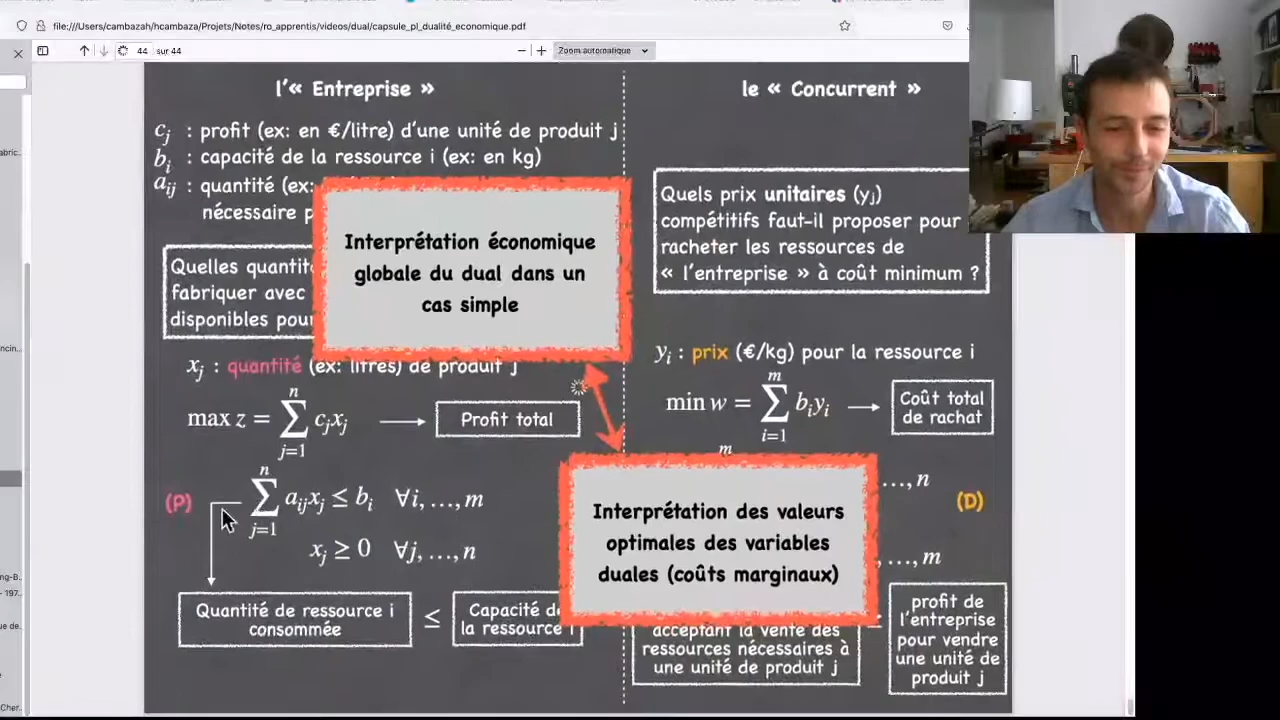 file:///Users/cambazah/hcambaza/Projets/Notes/ro_apprentis/videos/dual/capsule_pl_dualité_economique.pdf
44 sur 44
Zoom automatique
l'« Entreprise »
le « Concurrent »
cj : profit (ex: en €/litre) d'une unité de produit j
bi : capacité de la ressource i (ex: en kg)
aij : quantité (ex:
nécessaire p
Quelles quantit
fabriquer avec
disponibles pou
Interprétation économique
globale du dual dans un
cas simple
Quels prix unitaires (yj)
compétitifs faut-il proposer pour
racheter les ressources de
« l'entreprise » à coût minimum ?
xj : quantité (ex: litres) de produit j
yi : prix (€/kg) pour la ressource i
max z = ∑ j=1 n cjxj
Profit total
min w = ∑ i=1 m biyi
Coût total
de rachat
(P)
∑ j=1 n aijxj ≤ bi ∀i, …, m
xj ≥ 0 ∀j, …, n
m
…, n
(D)
…, m
Interprétation des valeurs
optimales des variables
duales (coûts marginaux)
Quantité de ressource i
consommée
≤
Capacité de
la ressource i
acceptant la vente des
ressources nécessaires à
une unité de produit j
profit de
l'entreprise
pour vendre
une unité de
produit j